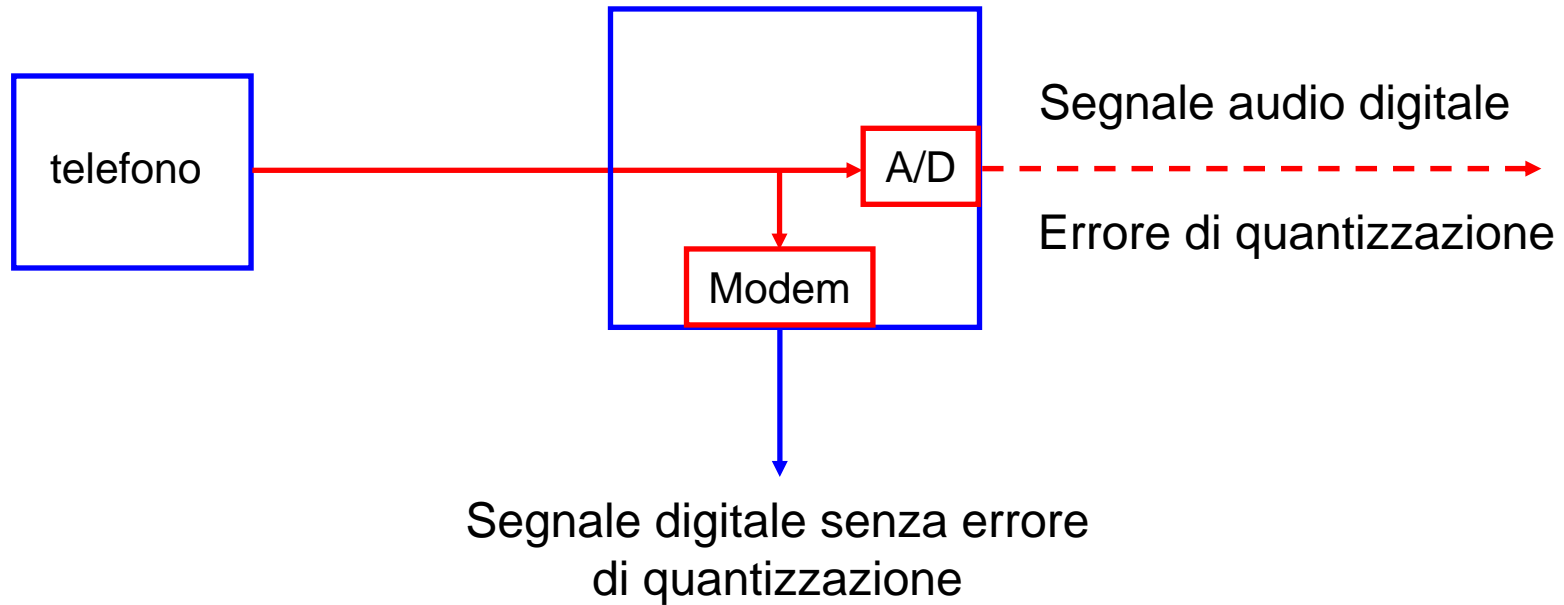 telefono
A/D
Modem
Segnale audio digitale
Errore di quantizzazione
Segnale digitale senza errore
di quantizzazione